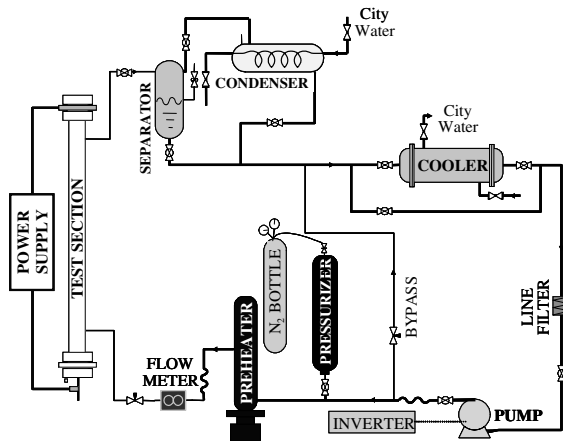 City
Water
CONDENSER
SEPARATOR
City
Water
COOLER
POWER
SUPPLY
TEST SECTION
N2 BOTTLE
PRESSURIZER
BYPASS
LINE
FILTER
PREHEATER
FLOW
METER
INVERTER
PUMP